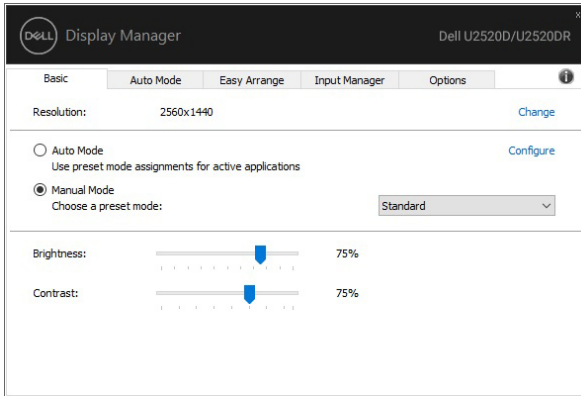 DELL Display Manager
Dell U2520D/U2520DR
Basic Auto Mode Easy Arrange Input Manager Options
Resolution: 2560x1440 Change
Auto Mode Configure
Use preset mode assignments for active applications
Manual Mode
Choose a preset mode: Standard
Brightness: 75%
Contrast: 75%